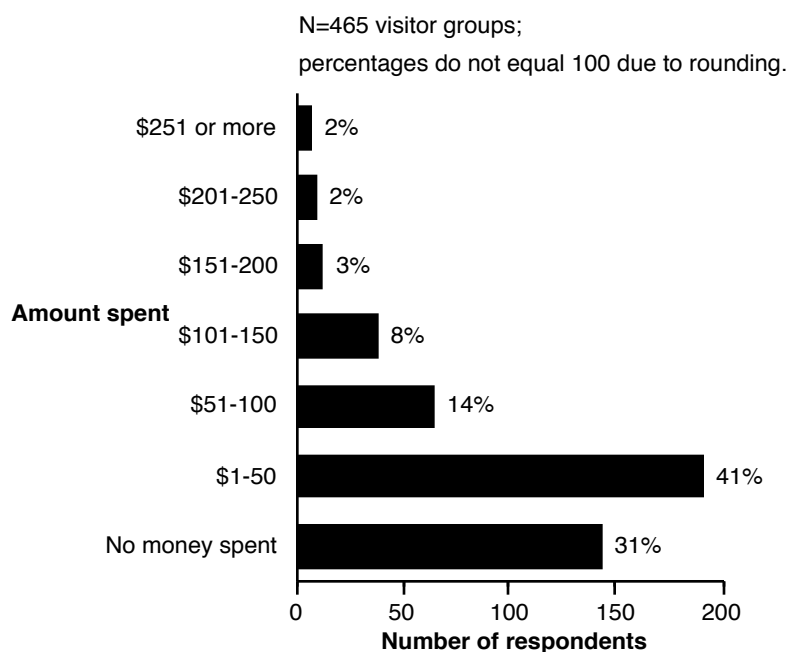 N=465 visitor groups;
percentages do not equal 100 due to rounding.
$251 or more 2%
$201-250 2%
$151-200 3%
Amount spent
$101-150 8%
$51-100 14%
$1-50 41%
No money spent 31%
0 50 100 150 200
Number of respondents